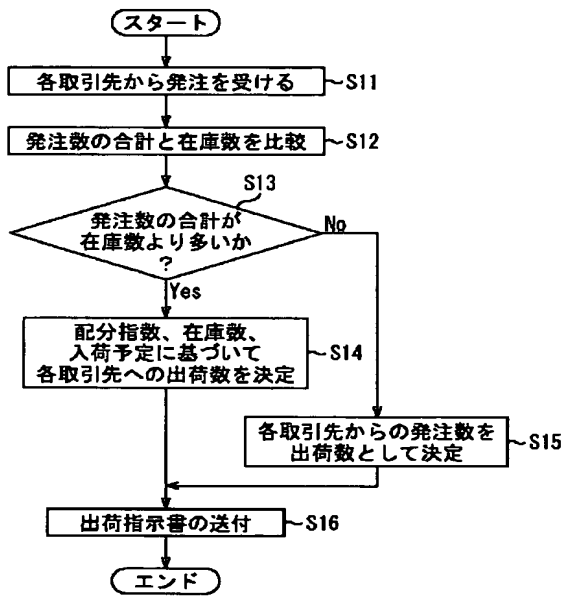 スタート
各取引先から発注を受ける
S11
発注数の合計と在庫数を比較
S12
S13
発注数の合計が
在庫数より多いか
?
No
Yes
配分指数、在庫数、
入荷予定に基づいて
各取引先への出荷数を決定
S14
各取引先からの発注数を
出荷数として決定
S15
出荷指示書の送付
S16
エンド